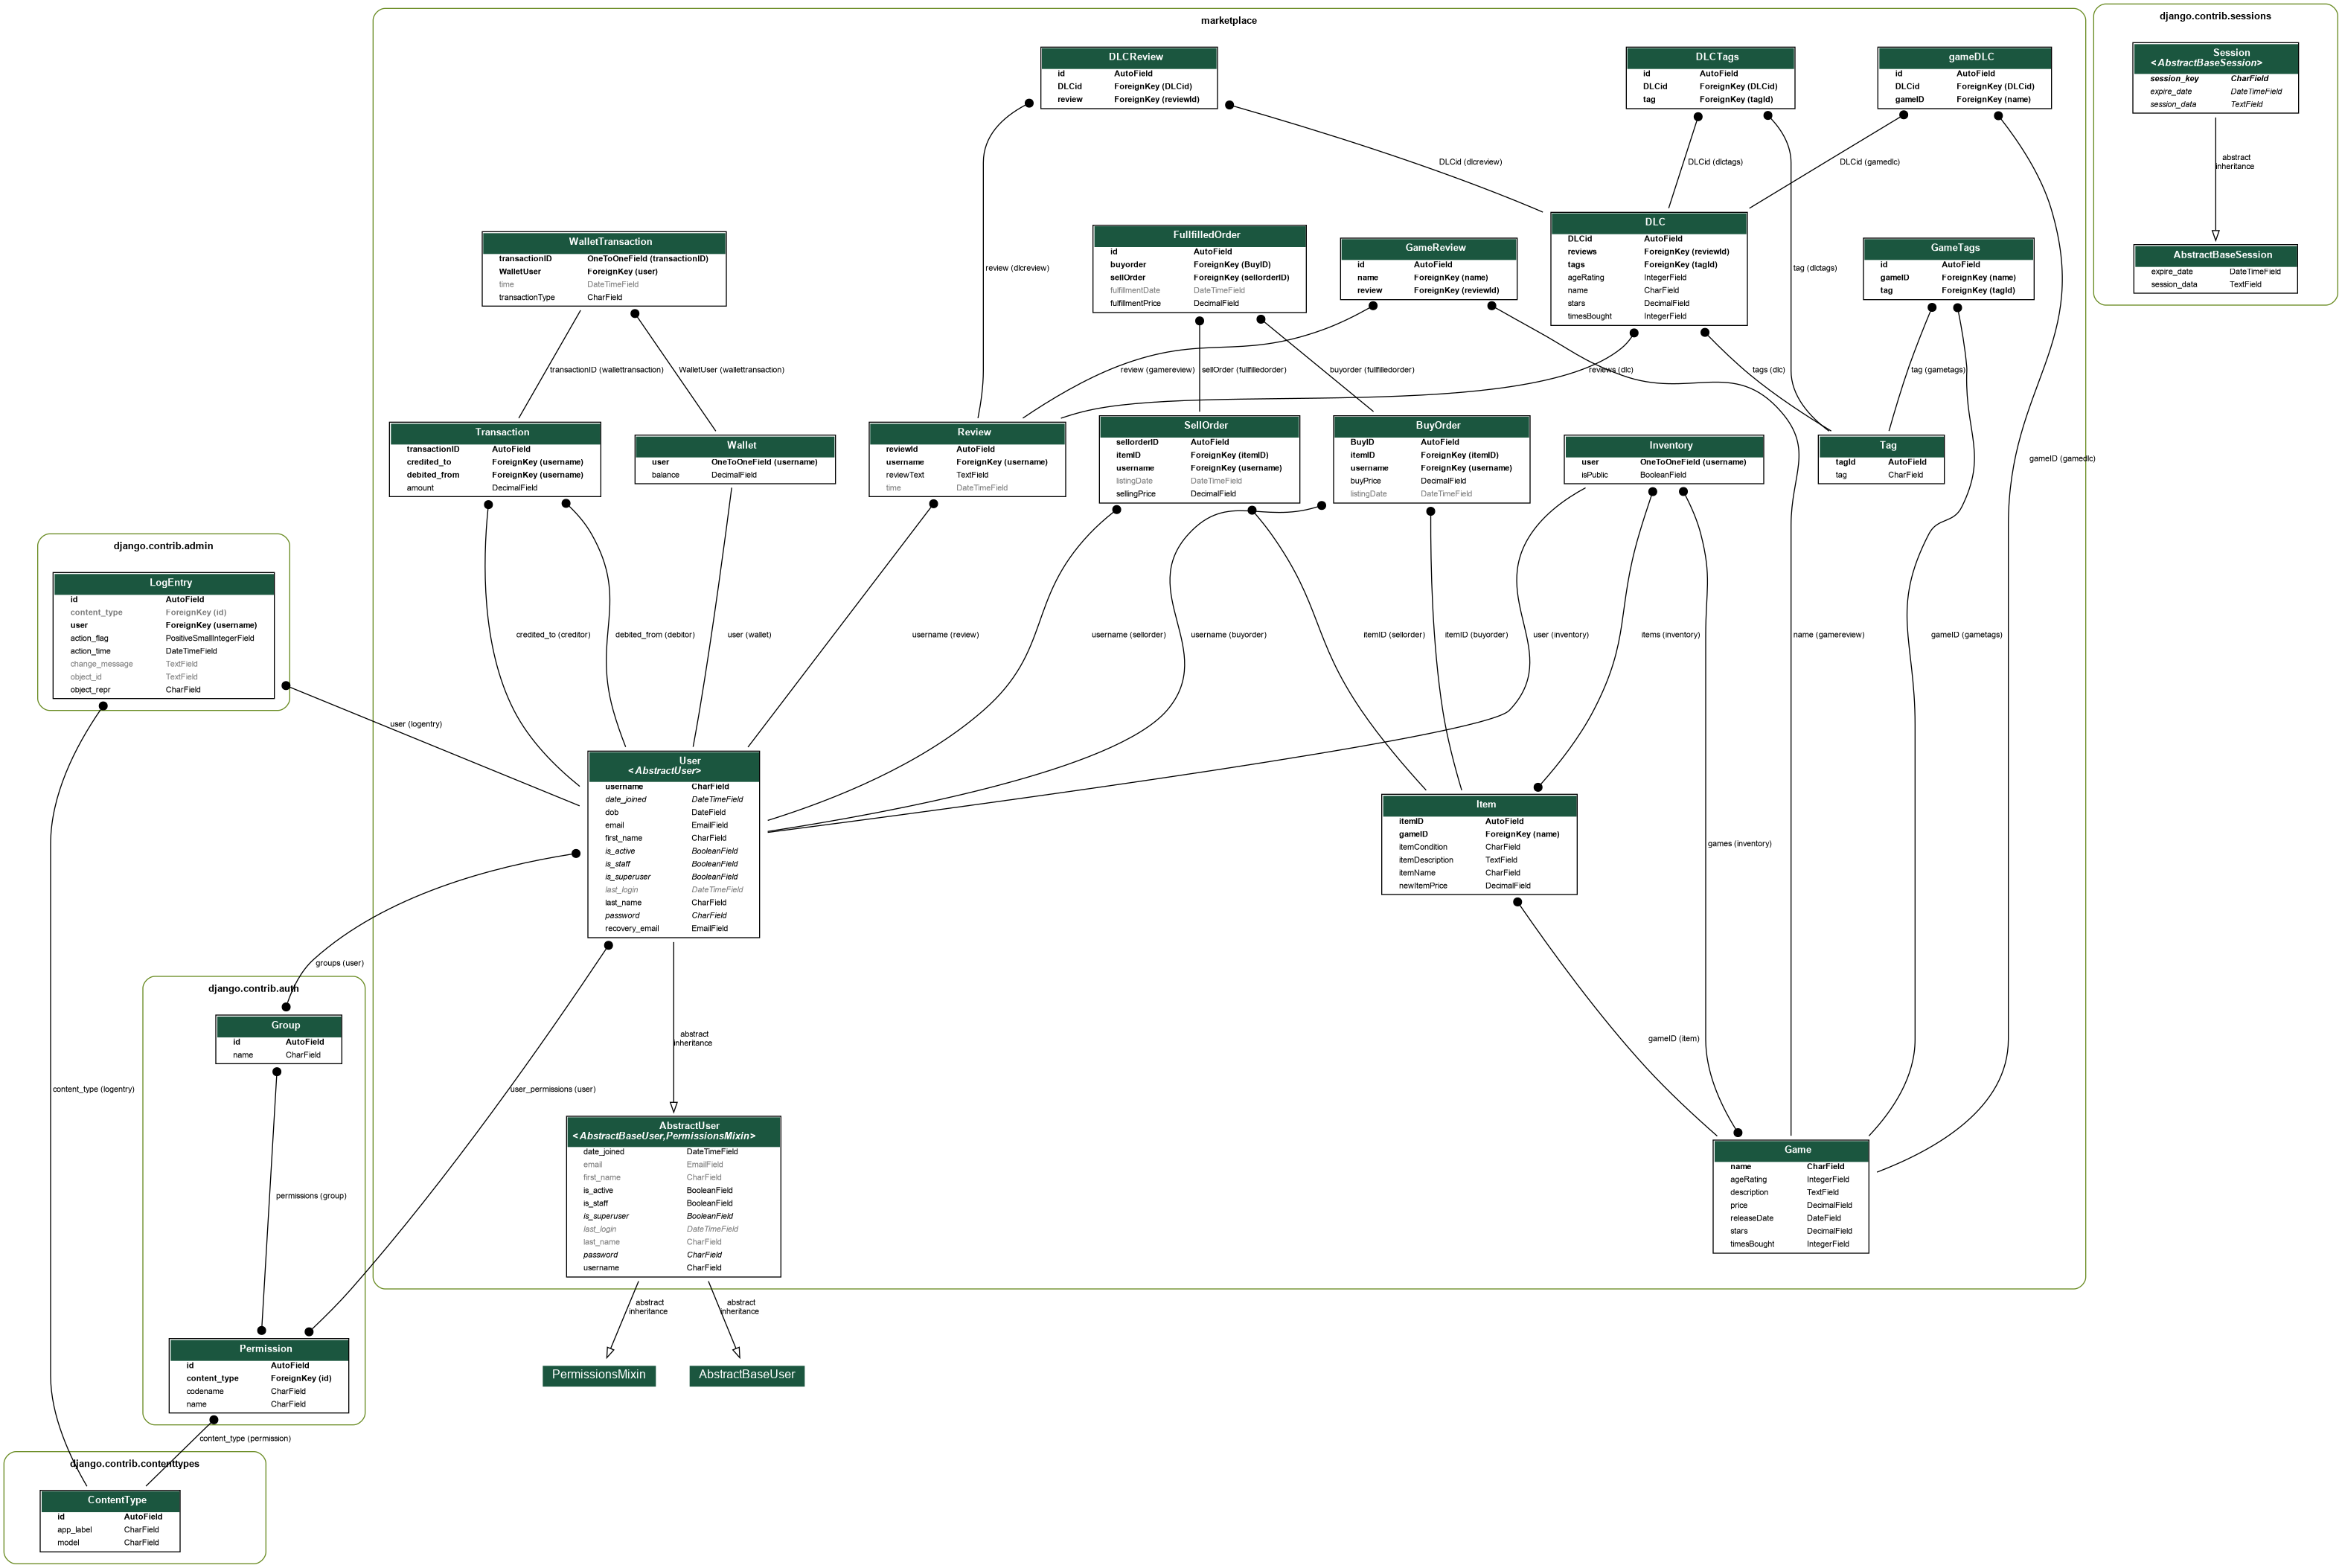 marketplace
django.contrib.sessions
DLCReview
id AutoField
DLCid ForeignKey (DLCid)
review ForeignKey (reviewId)
DLCTags
id AutoField
DLCid ForeignKey (DLCid)
tag ForeignKey (tagId)
gameDLC
id AutoField
DLCid ForeignKey (DLCid)
gameID ForeignKey (name)
Session
<AbstractBaseSession>
session_key CharField
expire_date DateTimeField
session_data TextField
DLCid (dlcreview)
DLCid (dlctags)
DLCid (gamedlc)
abstract
inheritance
WalletTransaction
transactionID OneToOneField (transactionID)
WalletUser ForeignKey (user)
time DateTimeField
transactionType CharField
review (dlcreview)
FullfilledOrder
id AutoField
buyorder ForeignKey (BuyID)
sellOrder ForeignKey (sellorderID)
fulfillmentDate DateTimeField
fulfillmentPrice DecimalField
GameReview
id AutoField
name ForeignKey (name)
review ForeignKey (reviewId)
DLC
DLCid AutoField
reviews ForeignKey (reviewId)
tags ForeignKey (tagId)
ageRating IntegerField
name CharField
stars DecimalField
timesBought IntegerField
tag (dlctags)
GameTags
id AutoField
gameID ForeignKey (name)
tag ForeignKey (tagId)
AbstractBaseSession
expire_date DateTimeField
session_data TextField
transactionID (wallettransaction)
WalletUser (wallettransaction)
review (gamereview)
sellOrder (fullfilledorder)
buyorder (fullfilledorder)
reviews (dlc)
tags (dlc)
tag (gametags)
Transaction
transactionID AutoField
credited_to ForeignKey (username)
debited_from ForeignKey (username)
amount DecimalField
Wallet
user OneToOneField (username)
balance DecimalField
Review
reviewId AutoField
username ForeignKey (username)
reviewText TextField
time DateTimeField
SellOrder
sellorderID AutoField
itemID ForeignKey (itemID)
username ForeignKey (username)
listingDate DateTimeField
sellingPrice DecimalField
BuyOrder
BuyID AutoField
itemID ForeignKey (itemID)
username ForeignKey (username)
buyPrice DecimalField
listingDate DateTimeField
Inventory
user OneToOneField (username)
isPublic BooleanField
Tag
tagId AutoField
tag CharField
gameID (gamedlc)
django.contrib.admin
LogEntry
id AutoField
content_type ForeignKey (id)
user ForeignKey (username)
action_flag PositiveSmallIntegerField
action_time DateTimeField
change_message TextField
object_id TextField
object_repr CharField
credited_to (creditor)
debited_from (debitor)
user (wallet)
username (review)
username (sellorder)
username (buyorder)
itemID (sellorder)
itemID (buyorder)
user (inventory)
items (inventory)
name (gamereview)
gameID (gametags)
user (logentry)
User
<AbstractUser>
username CharField
date_joined DateTimeField
dob DateField
email EmailField
first_name CharField
is_active BooleanField
is_staff BooleanField
is_superuser BooleanField
last_login DateTimeField
last_name CharField
password CharField
recovery_email EmailField
Item
itemID AutoField
gameID ForeignKey (name)
itemCondition CharField
itemDescription TextField
itemName CharField
newItemPrice DecimalField
games (inventory)
groups (user)
django.contrib.auth
Group
id AutoField
name CharField
abstract
inheritance
gameID (item)
content_type (logentry)
user_permissions (user)
permissions (group)
AbstractUser
<AbstractBaseUser,PermissionsMixin>
date_joined DateTimeField
email EmailField
first_name CharField
is_active BooleanField
is_staff BooleanField
is_superuser BooleanField
last_login DateTimeField
last_name CharField
password CharField
username CharField
Game
name CharField
ageRating IntegerField
description TextField
price DecimalField
releaseDate DateField
stars DecimalField
timesBought IntegerField
abstract
inheritance
abstract
inheritance
Permission
id AutoField
content_type ForeignKey (id)
codename CharField
name CharField
PermissionsMixin
AbstractBaseUser
content_type (permission)
django.contrib.contenttypes
ContentType
id AutoField
app_label CharField
model CharField